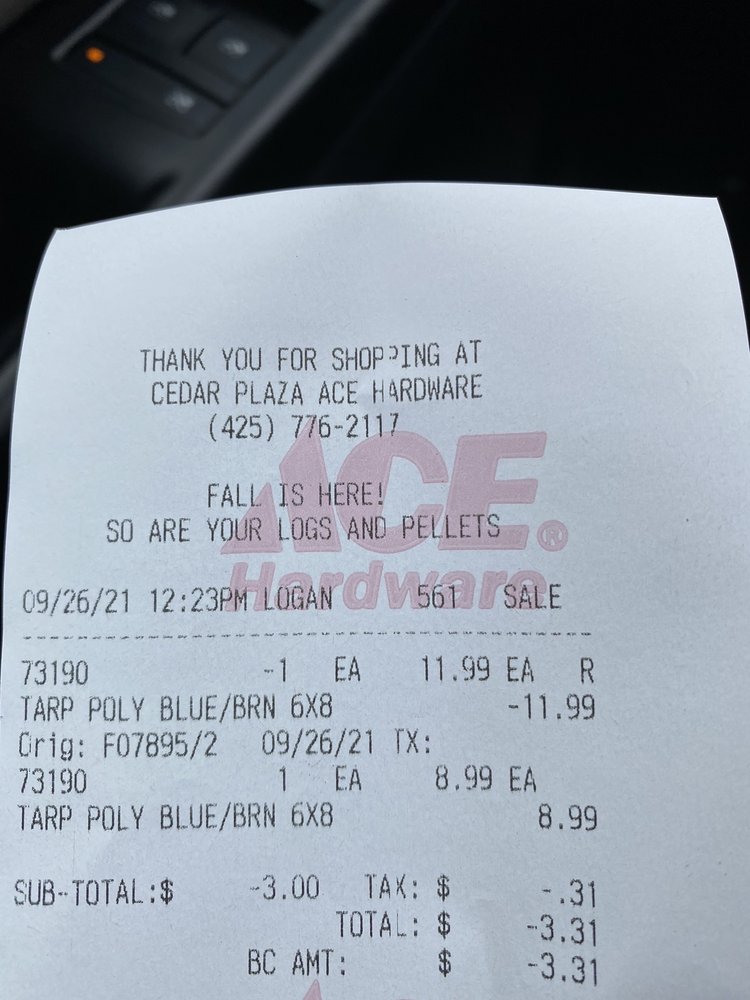 THANK YOU FOR SHOPPING AT
CEDAR PLAZA ACE HARDWARE
(425) 776-2117
ACE
Hardware
®
FALL IS HERE!
SO ARE YOUR LOGS AND PELLETS
09/26/21 12:23PM LOGAN 561 SALE
73190 -1 EA 11.99 EA R
TARP POLY BLUE/BRN 6X8 -11.99
Orig: F07895/2 09/26/21 TX:
73190 1 EA 8.99 EA
TARP POLY BLUE/BRN 6X8 8.99
SUB-TOTAL:$ -3.00 TAX: $ -.31
TOTAL: $ -3.31
BC AMT: $ -3.31